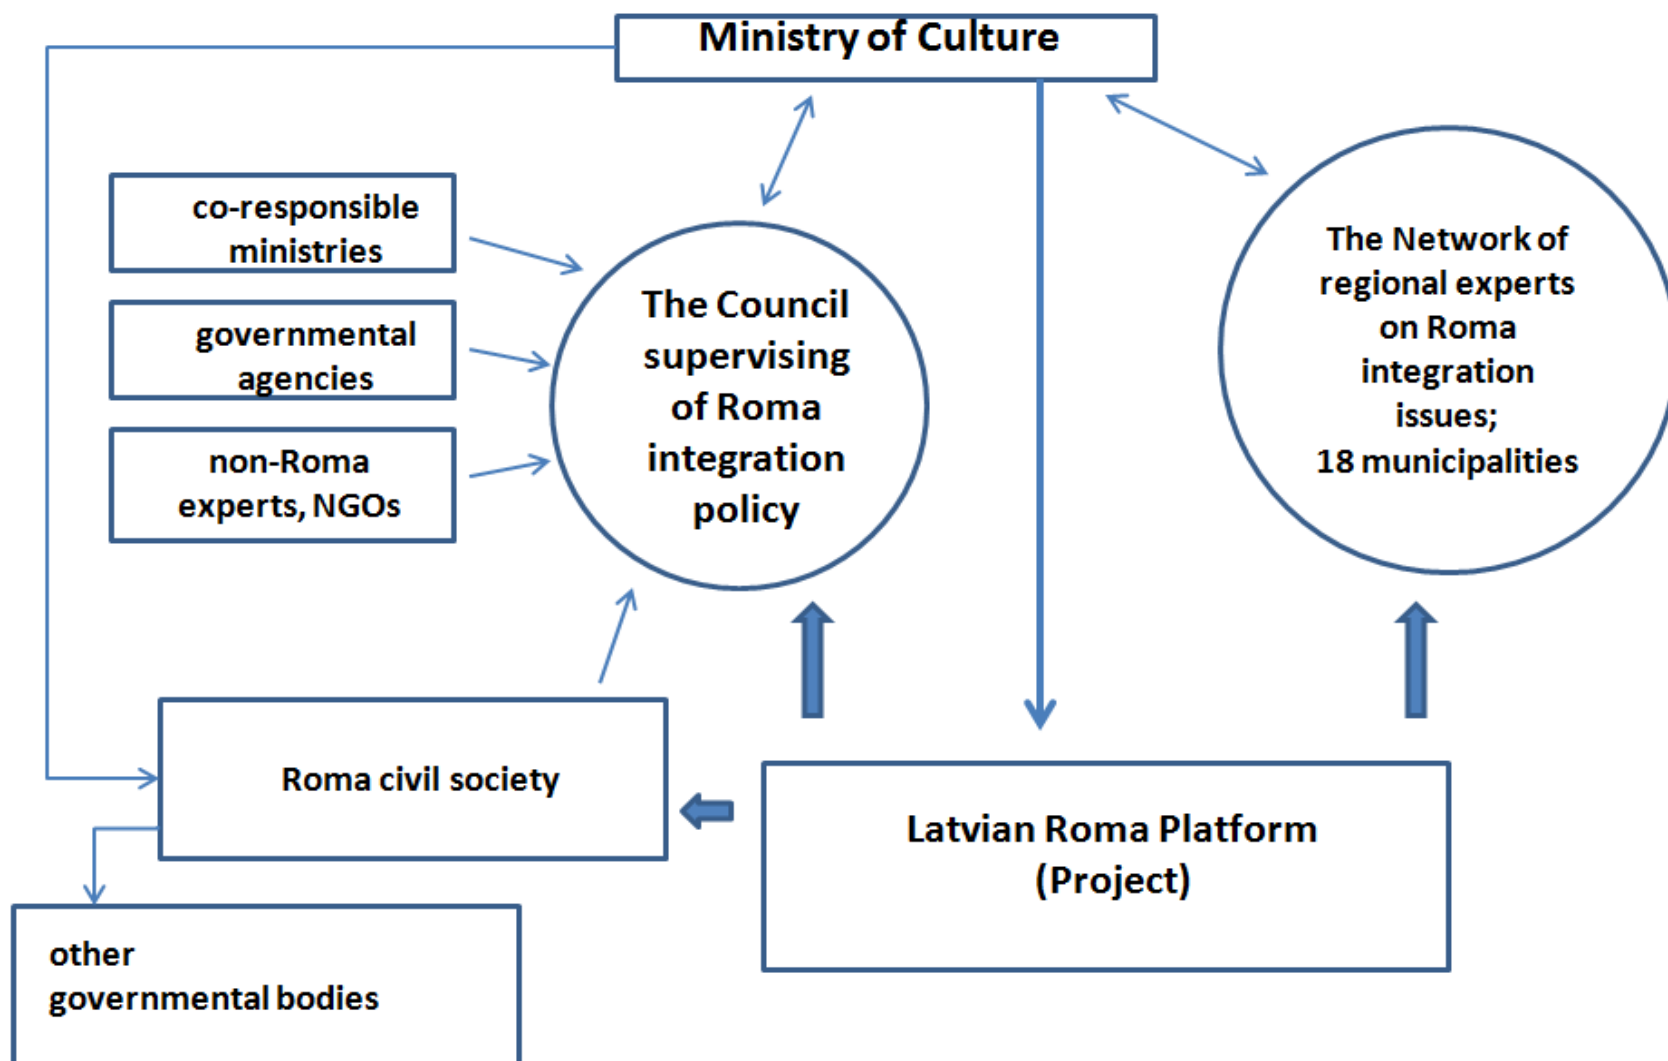 Ministry of Culture
co-responsible
ministries
governmental
agencies
non-Roma
experts, NGOs
The Council
supervising
of Roma
integration
policy
The Network of
regional experts
on Roma
integration
issues;
18 municipalities
Roma civil society
Latvian Roma Platform
(Project)
other
governmental bodies